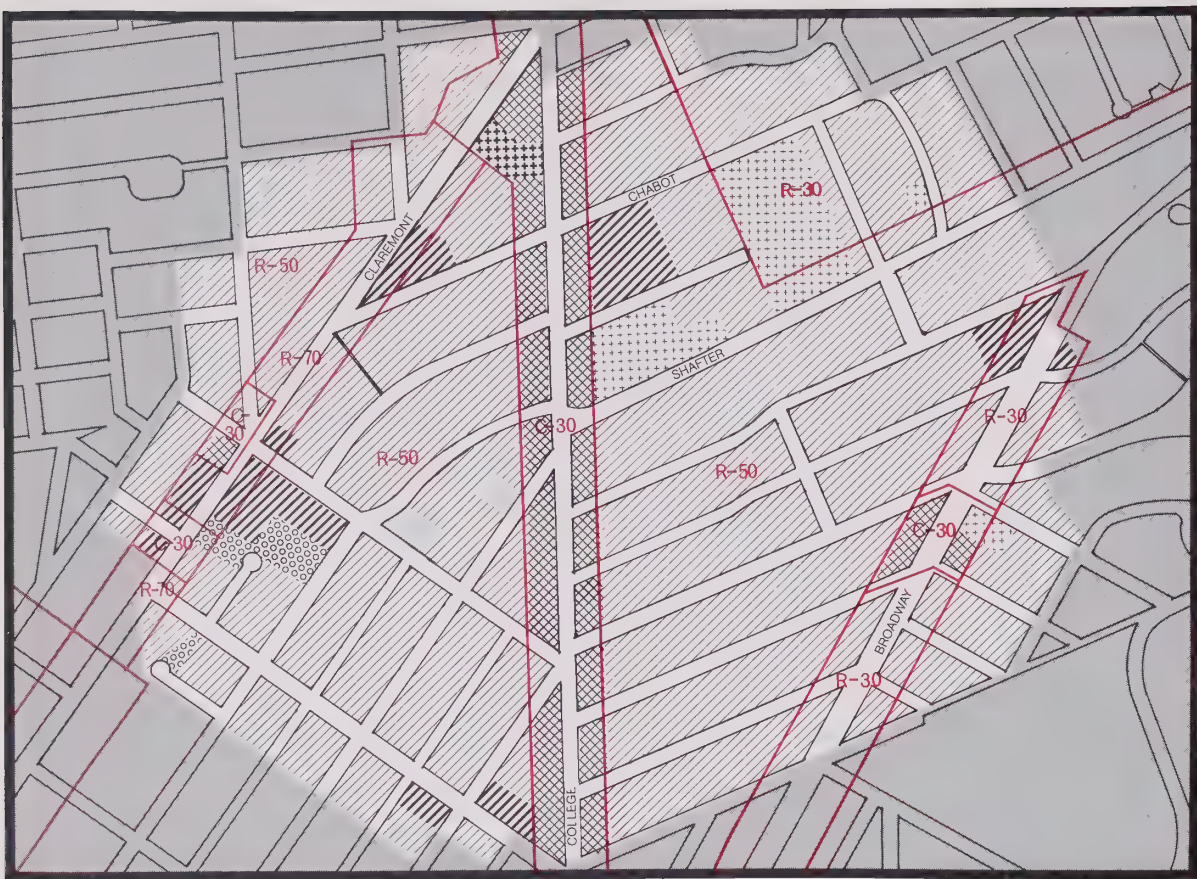 CHABOT
R-30
CLAREMONT
R-50
R-70
SHAFTER
C-
30
C-30
R-30
R-50
R-50
C-30
C-30
R-70
BROADWAY
R-30
COLLEGE